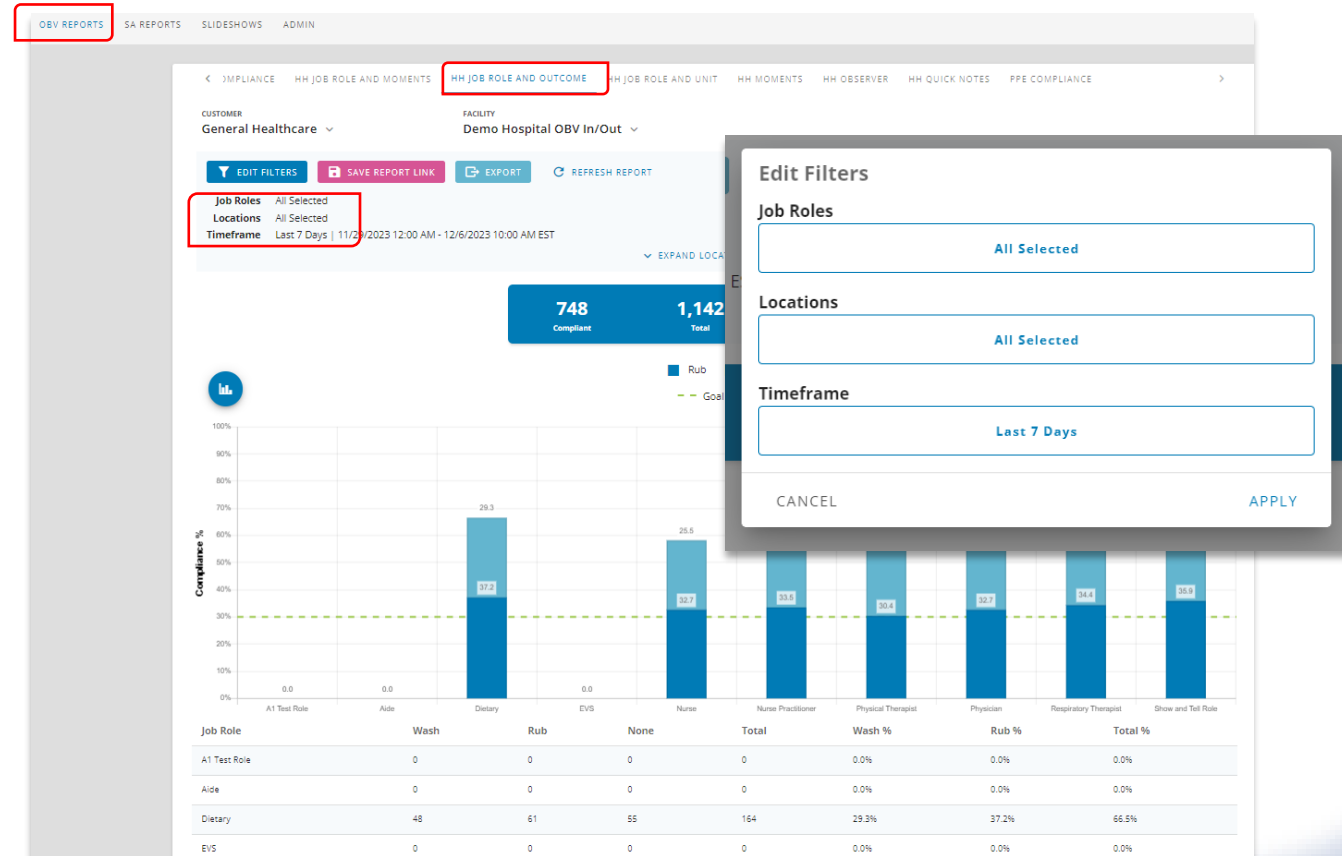 OBV REPORTS SA REPORTS SLIDESHOWS ADMIN
HH JOB ROLE AND MOMENTS HH JOB ROLE AND OUTCOME HH JOB ROLE AND UNIT HH MOMENTS HH OBSERVER HH QUICK NOTES PPE COMPLIANCE
CUSTOMER FACILITY
General Healthcare Demo Hospital OBV In/Out
EDIT FILTERS SAVE REPORT LINK EXPORT REFRESH REPORT
Job Roles All Selected
Locations All Selected
Timeframe Last 7 Days | 11/29/2023 12:00 AM - 12/6/2023 10:00 AM EST
EXPAND LOCA
748 1,142
Compliant Total
Rub
Goal
Edit Filters
Job Roles
All Selected
Locations
All Selected
Timeframe
Last 7 Days
CANCEL APPLY
Compliance %
100%
90%
80%
70%
60%
50%
40%
30%
20%
10%
0%
29.3 25.5
37.2 32.7 33.5 30.4 32.7 34.4 35.9
0.0 0.0 0.0
A1 Test Role Aide Dietary EVS Nurse Nurse Practitioner Physical Therapist Physician Respiratory Therapist Show and Tell Role
Job Role Wash Rub None Total Wash % Rub % Total %
A1 Test Role 0 0 0 0 0.0% 0.0% 0.0%
Aide 0 0 0 0 0.0% 0.0% 0.0%
Dietary 48 61 55 164 29.3% 37.2% 66.5%
EVS 0 0 0 0 0.0% 0.0% 0.0%